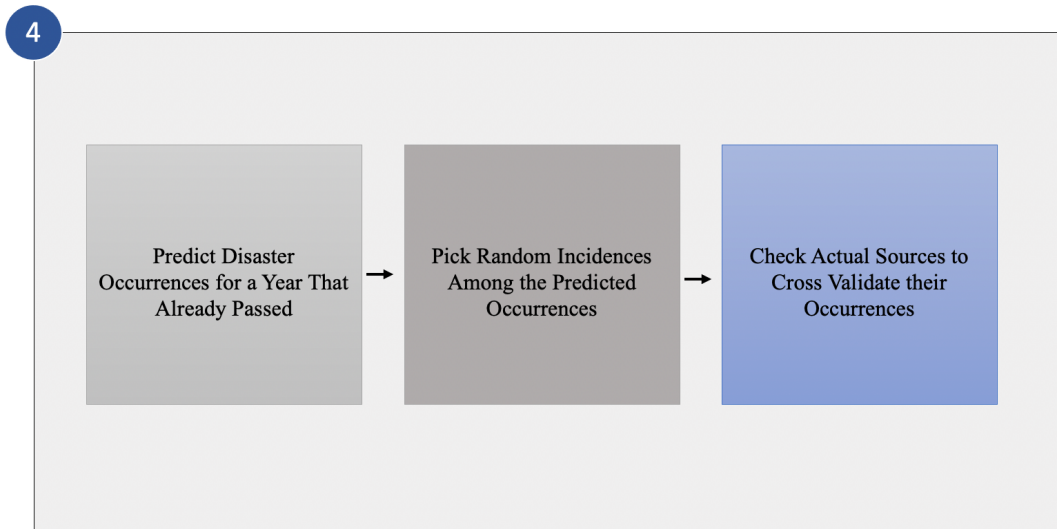 4
Predict Disaster
Occurrences for a Year That
Already Passed
Pick Random Incidences
Among the Predicted
Occurrences
Check Actual Sources to
Cross Validate their
Occurrences